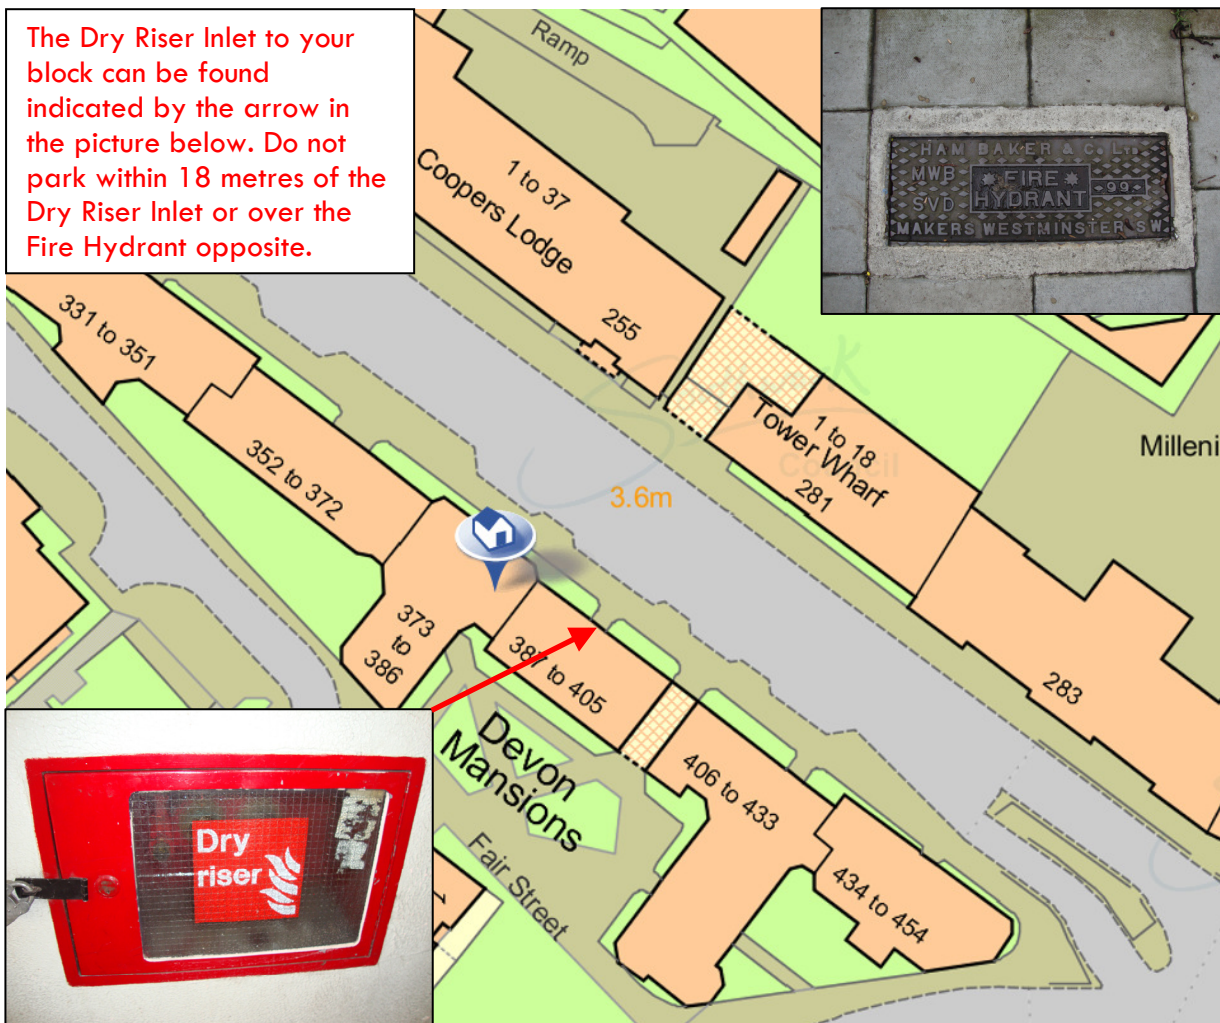 The Dry Riser Inlet to your
block can be found
indicated by the arrow in
the picture below. Do not
park within 18 metres of the
Dry Riser Inlet or over the
Fire Hydrant opposite.
Ramp
HAM BAKER & Co. LTD
MWB
SVD
FIRE
HYDRANT
99
MAKERS WESTMINSTER SW
1 to 37
Coopers Lodge
255
331 to 351
352 to 372
1 to 18
Tower Wharf
281
Council
Milleni
3.6m
373
to
386
387 to 405
283
Devon
Mansions
406 to 433
434 to 454
Fair Street
Dry
riser